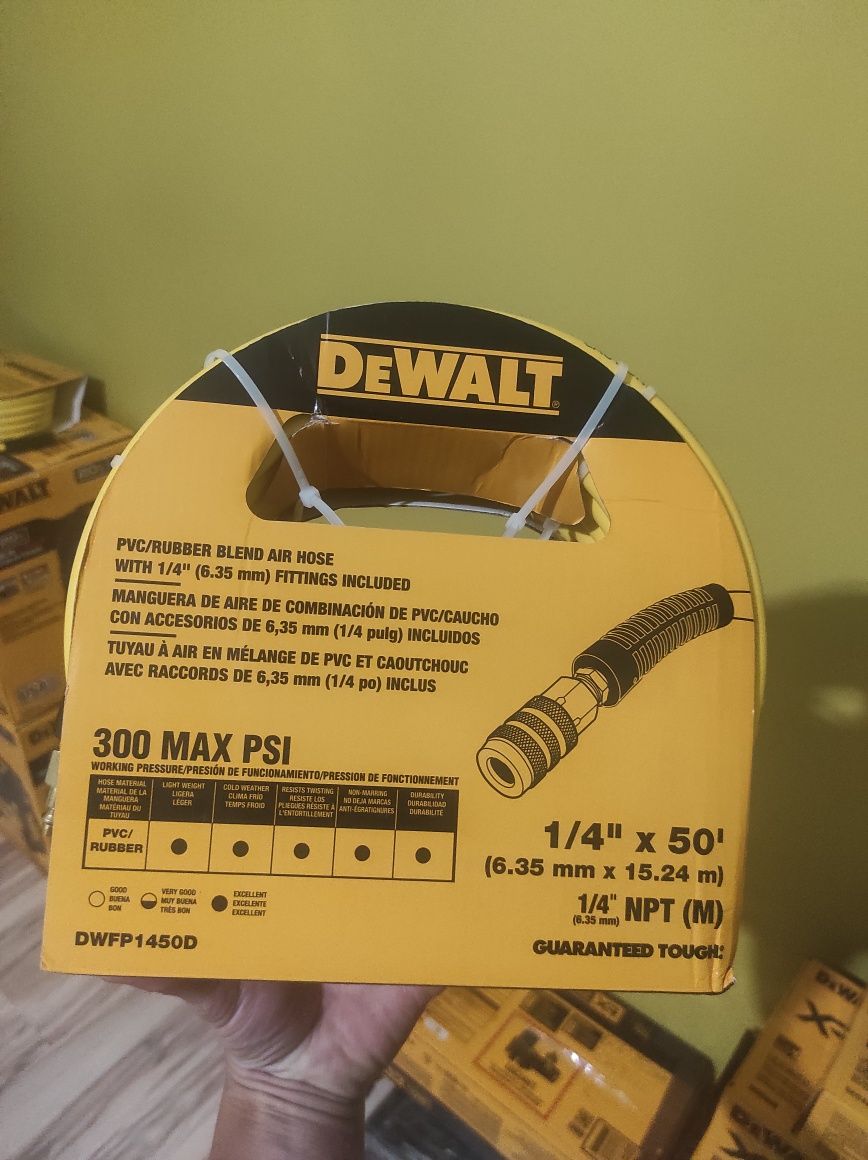 DEWALT
PVC/RUBBER BLEND AIR HOSE
WITH 1/4" (6.35 mm) FITTINGS INCLUDED
MANGUERA DE AIRE DE COMBINACIÓN DE PVC/CAUCHO
CON ACCESORIOS DE 6,35 mm (1/4 pulg) INCLUIDOS
TUYAU À AIR EN MÉLANGE DE PVC ET CAOUTCHOUC
AVEC RACCORDS DE 6,35 mm (1/4 po) INCLUS
300 MAX PSI
WORKING PRESSURE/PRESIÓN DE FUNCIONAMIENTO/PRESSION DE FONCTIONNEMENT
HOSE MATERIAL
MATERIAL DE LA
MANGUERA
MATÉRIAU DU
TUYAU
LIGHT WEIGHT
LIGERA
LÉGER
COLD WEATHER
CLIMA FRÍO
TEMPS FROID
RESISTS TWISTING
RESISTE LOS
PLIEGUES RÉSISTE À
L'ENTORTILLEMENT
NON-MARRING
NO DEJA MARCAS
ANTI-ÉGRATIGNURES
DURABILITY
DURABILIDAD
DURABILITÉ
PVC/
RUBBER
GOOD
BUENA
BON
VERY GOOD
MUY BUENA
TRÈS BON
EXCELLENT
EXCELENTE
EXCELLENT
DWFP1450D
1/4" x 50'
(6.35 mm x 15.24 m)
1/4" NPT (M)
(6.35 mm)
GUARANTEED TOUGH.
WALT
DEWALT